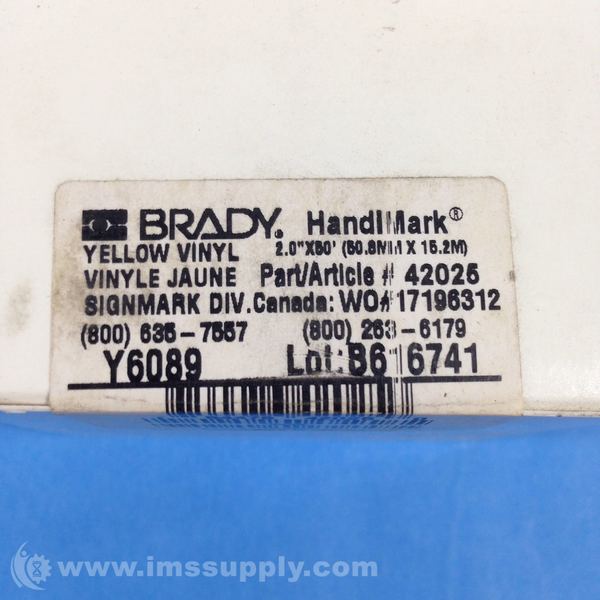 BRADY® HandiMark®
YELLOW VINYL 2.0"X50' (50.8MM X 15.2M)
VINYLE JAUNE Part/Article # 42025
SIGNMARK DIV. Canada: WO# 17196312
(800) 635-7557 (800) 263-6179
Y6089 Lot: 6741
www.imssupply.com